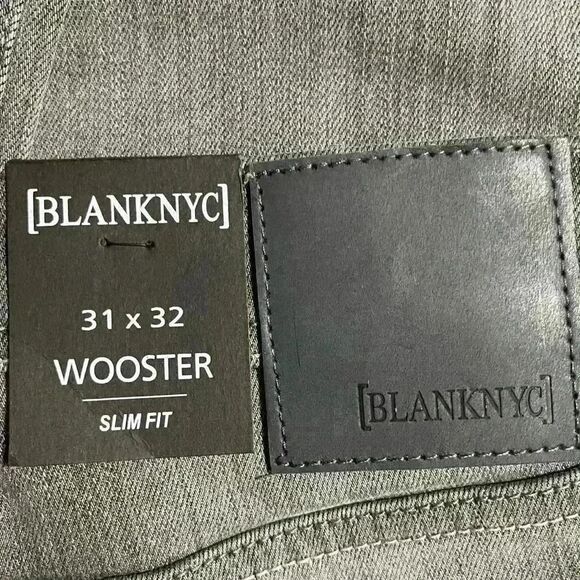 [BLANKNYC]
31 x 32
WOOSTER
SLIM FIT
[BLANKNYC]